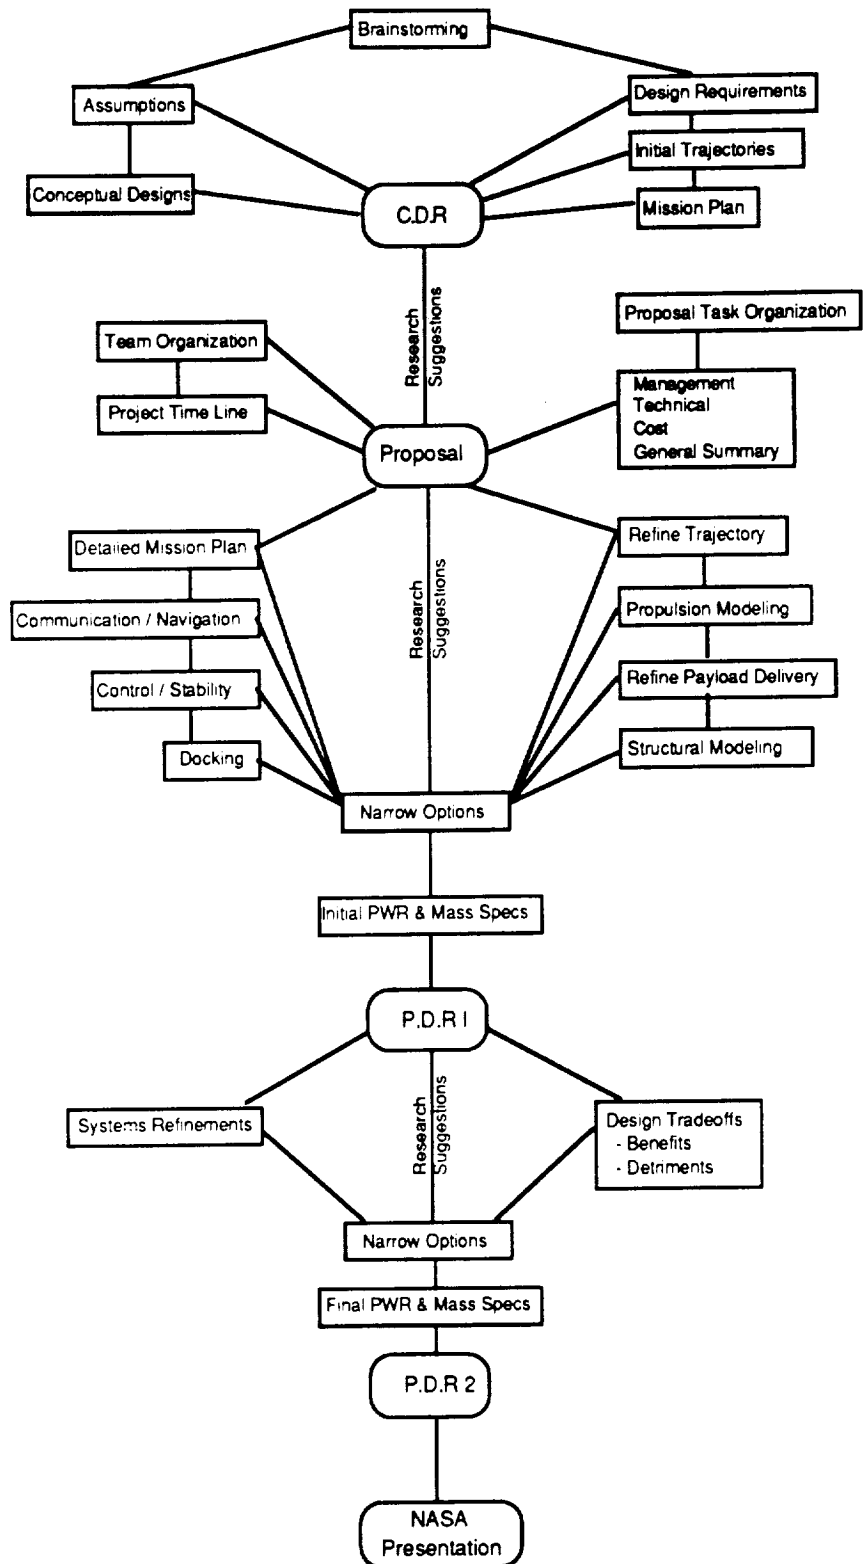 Brainstorming
Assumptions
Design Requirements
Initial Trajectories
Conceptual Designs
Mission Plan
C.D.R
Research
Suggestions
Proposal Task Organization
Team Organization
Management
Technical
Cost
General Summary
Project Time Line
Proposal
Detailed Mission Plan
Refine Trajectory
Research
Suggestions
Communication / Navigation
Propulsion Modeling
Control / Stability
Refine Payload Delivery
Docking
Structural Modeling
Narrow Options
Initial PWR & Mass Specs
P.D.R 1
Research
Suggestions
Systems Refinements
Design Tradeoffs
- Benefits
- Detriments
Narrow Options
Final PWR & Mass Specs
P.D.R 2
NASA
Presentation